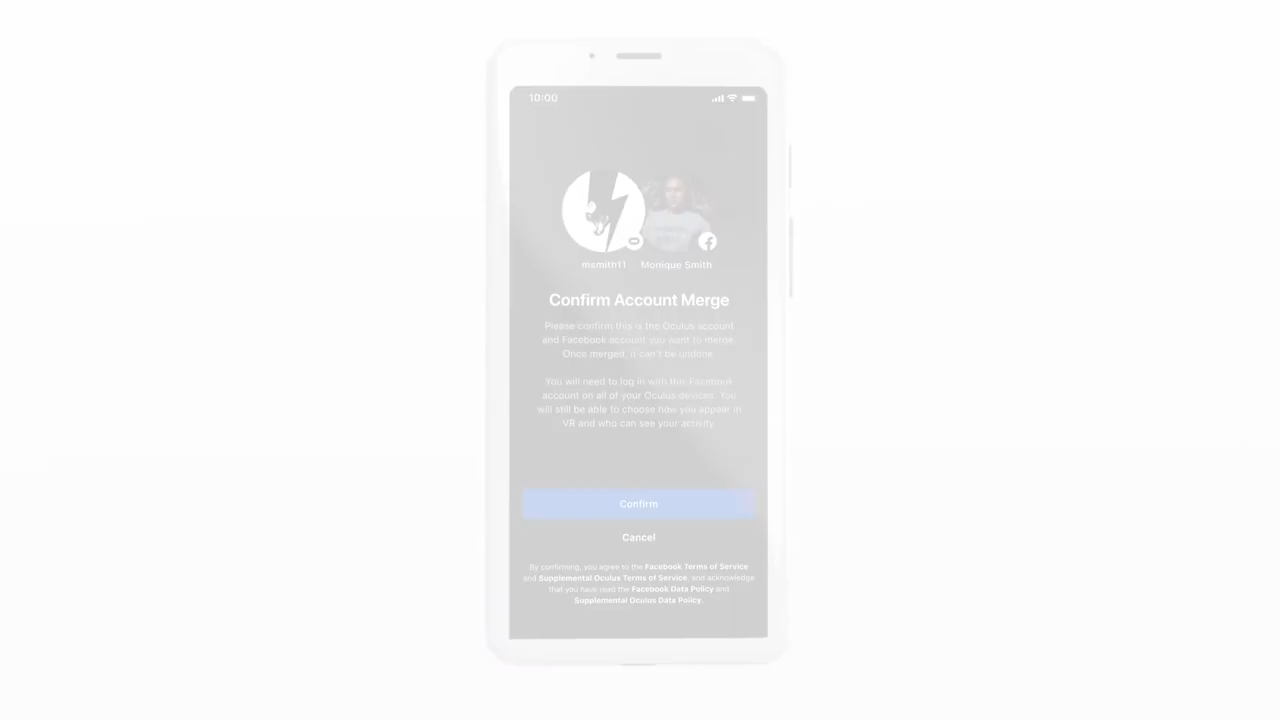 10:00
msmith11 Monique Smith
Confirm Account Merge
Please confirm this is the Oculus account
and Facebook account you want to merge.
Once merged, it can't be undone.
You will need to log in with this Facebook
account on all of your Oculus devices. You
will still be able to choose how you appear in
VR and who can see your activity.
Confirm
Cancel
By confirming, you agree to the Facebook Terms of Service
and Supplemental Oculus Terms of Service, and acknowledge
that you have read the Facebook Data Policy and
Supplemental Oculus Data Policy.